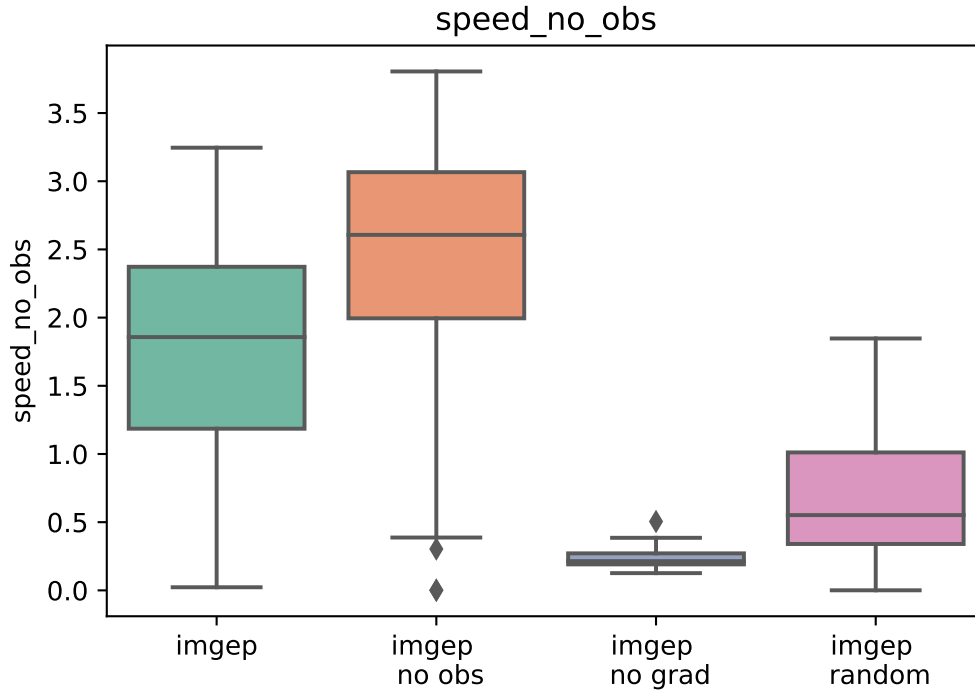 speed_no_obs
speed_no_obs
3.5
3.0
2.5
2.0
1.5
1.0
0.5
0.0
imgep
imgep
no obs
imgep
no grad
imgep
random